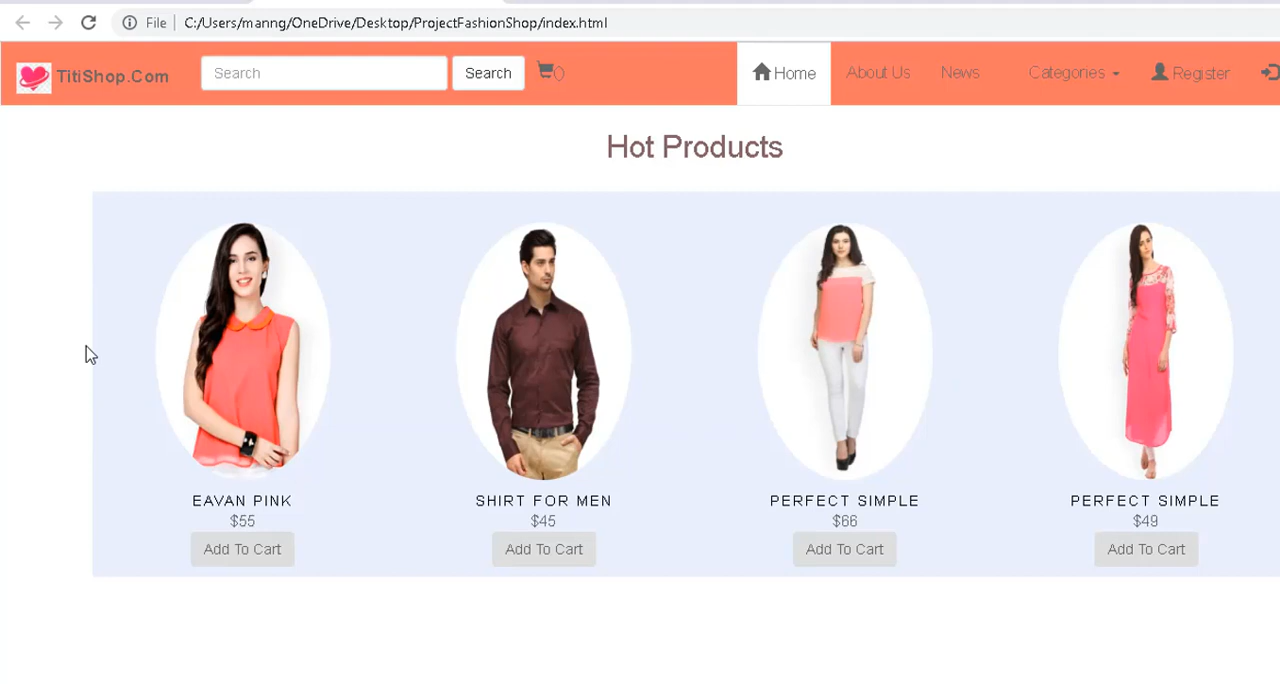 File C:/Users/manng/OneDrive/Desktop/ProjectFashionShop/index.html
TitiShop.Com Search Search () Home About Us News Categories Register
Hot Products
EAVAN PINK SHIRT FOR MEN PERFECT SIMPLE PERFECT SIMPLE
$55 $45 $66 $49
Add To Cart Add To Cart Add To Cart Add To Cart